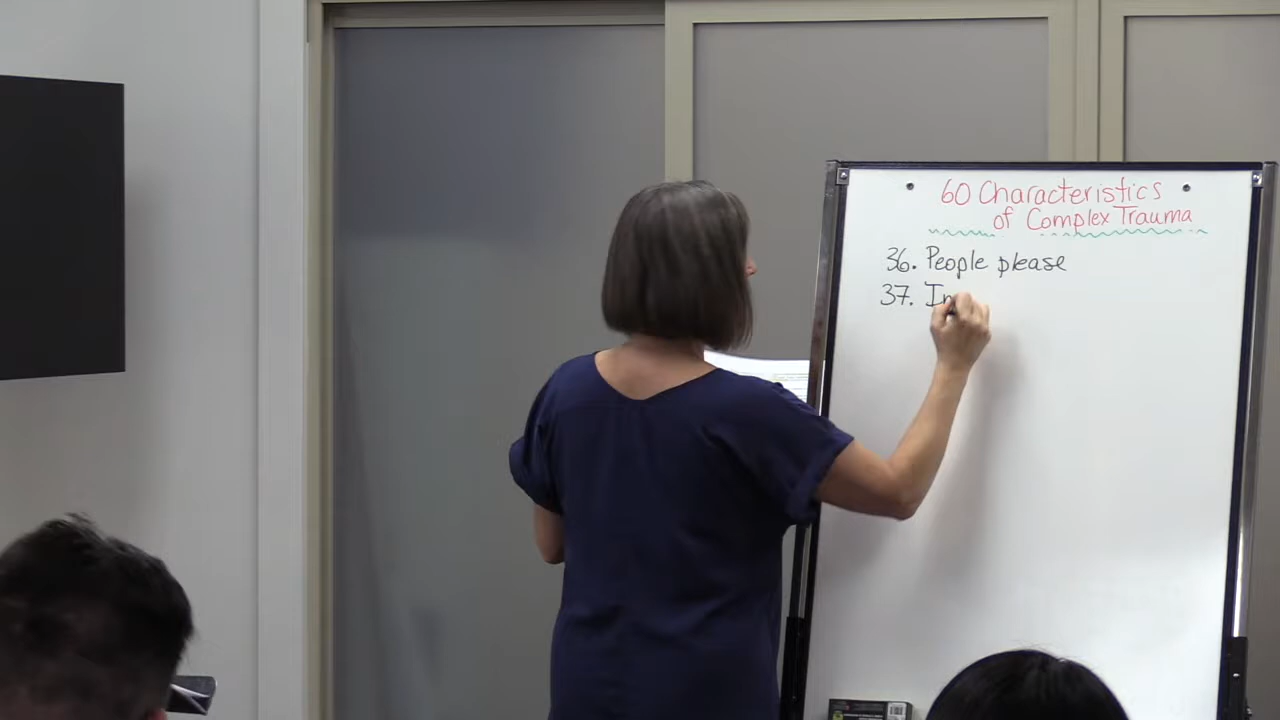 60 Characteristics
of Complex Trauma
36. People please
37. In